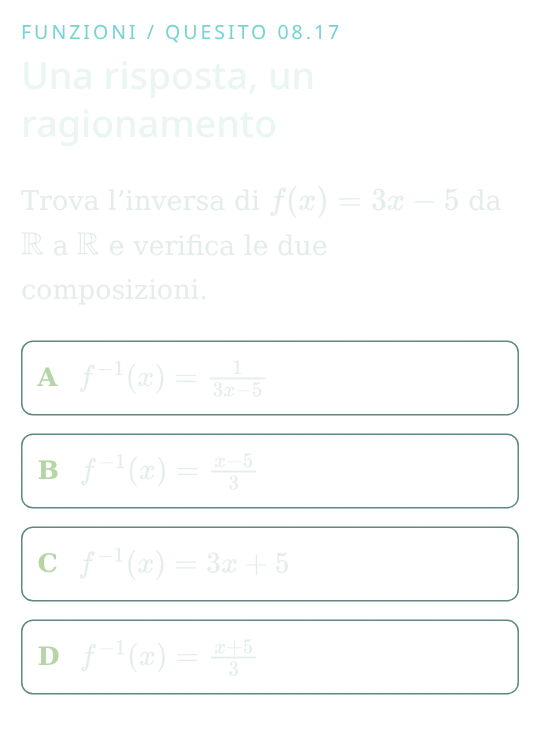 FUNZIONI / QUESITO 08.17
Una risposta, un
ragionamento
Trova l’inversa di f(x) = 3x − 5 da
ℝ a ℝ e verifica le due
composizioni.
A f⁻¹(x) = 1/(3x−5)
B f⁻¹(x) = (x−5)/3
C f⁻¹(x) = 3x + 5
D f⁻¹(x) = (x+5)/3